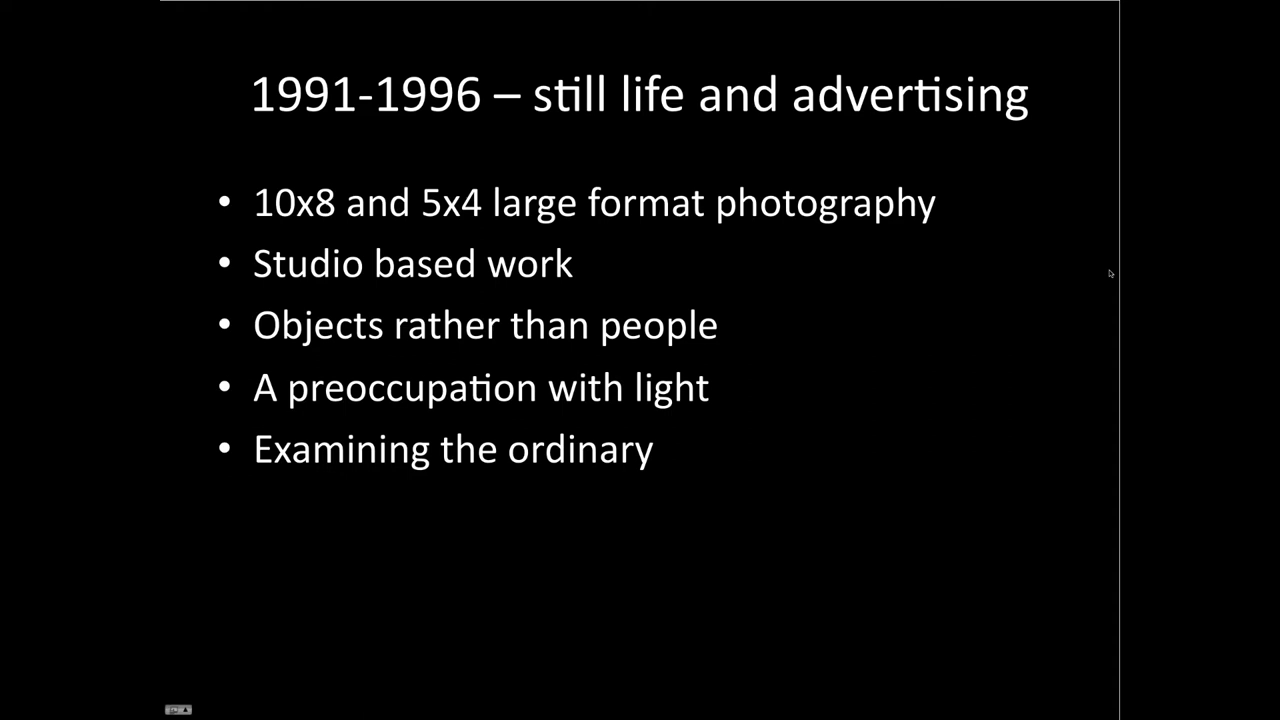 1991-1996 – still life and advertising
• 10x8 and 5x4 large format photography
• Studio based work
• Objects rather than people
• A preoccupation with light
• Examining the ordinary